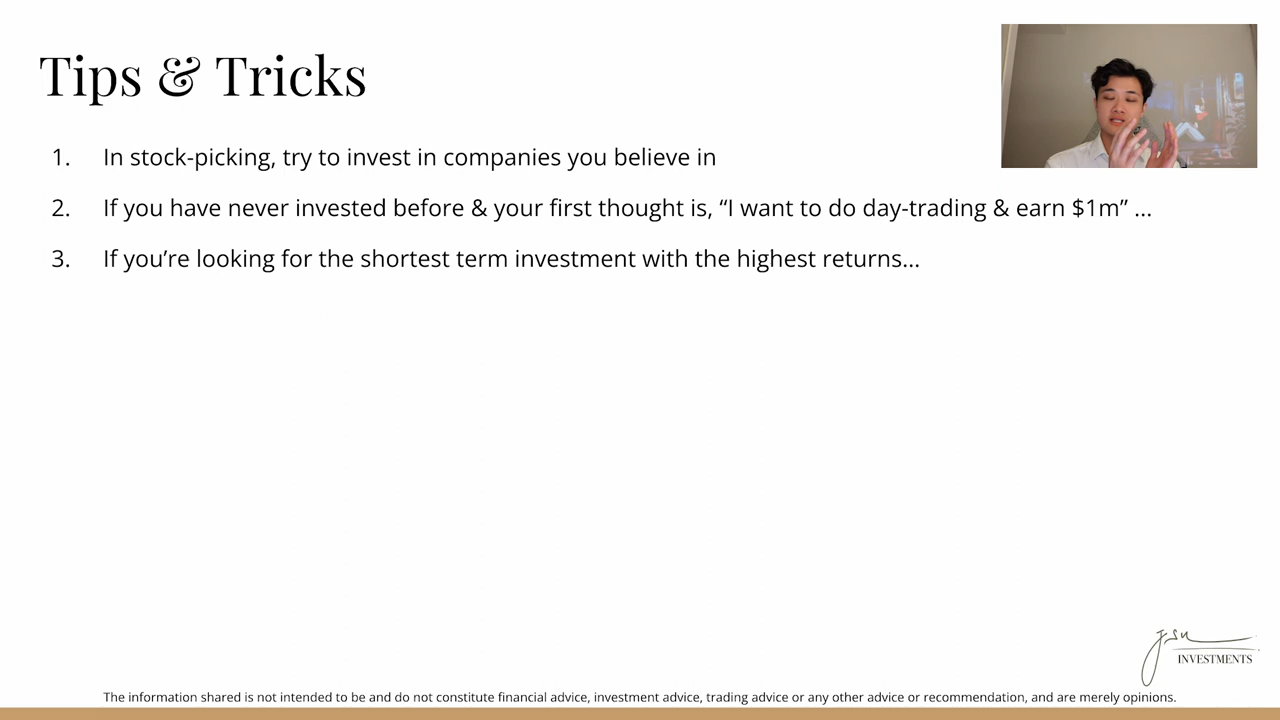 Tips & Tricks
1. In stock-picking, try to invest in companies you believe in
2. If you have never invested before & your first thought is, “I want to do day-trading & earn $1m” ...
3. If you’re looking for the shortest term investment with the highest returns...
jsu
INVESTMENTS
The information shared is not intended to be and do not constitute financial advice, investment advice, trading advice or any other advice or recommendation, and are merely opinions.